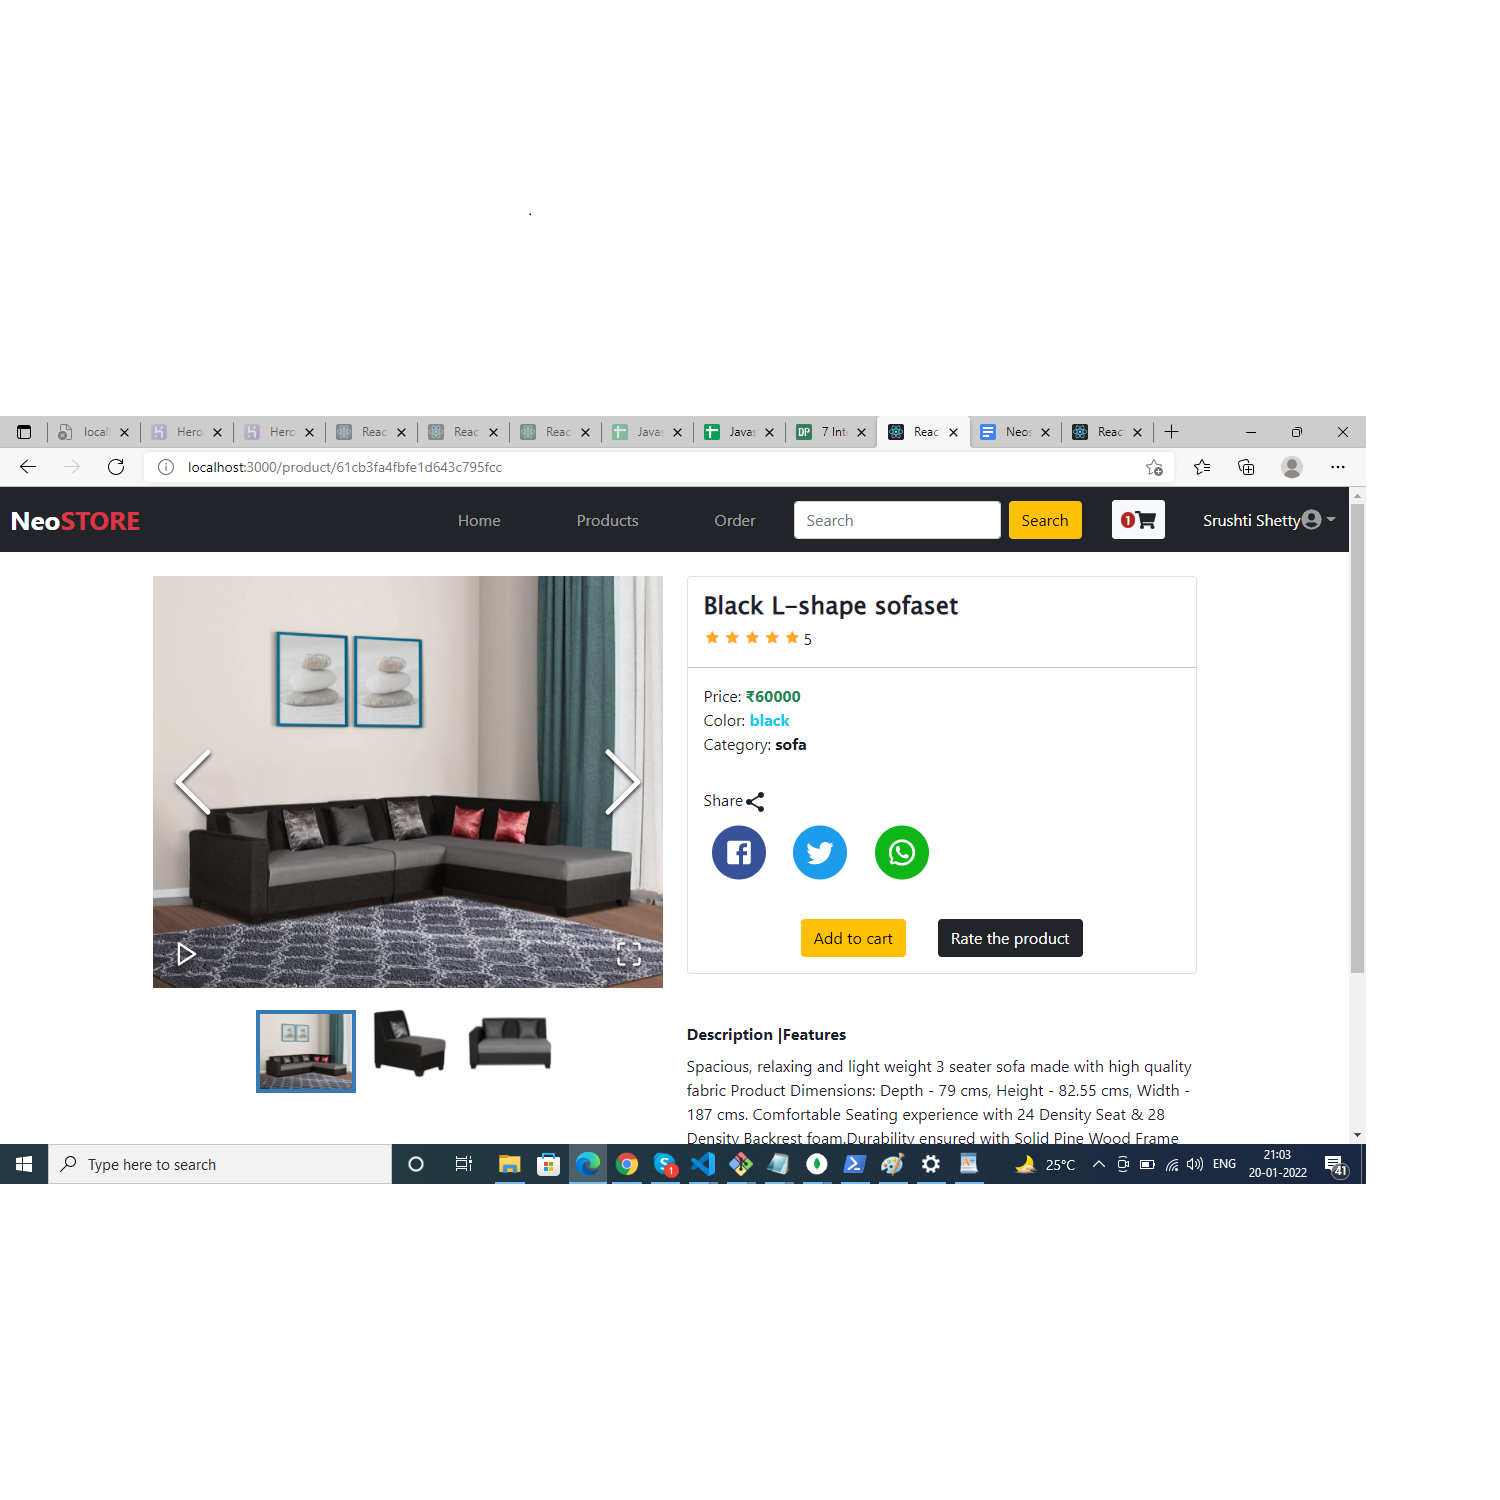 .
locall
Hero
Hero
Reac
Reac
Reac
Javas
Javas
DP 7 Int
Reac
Neos
Reac
localhost:3000/product/61cb3fa4fbfe1d643c795fcc
NeoSTORE
Home
Products
Order
Search
Search
1
Srushti Shetty
Black L-shape sofaset
5
Price: ₹60000
Color: black
Category: sofa
Share
Add to cart
Rate the product
Description |Features
Spacious, relaxing and light weight 3 seater sofa made with high quality
fabric Product Dimensions: Depth - 79 cms, Height - 82.55 cms, Width -
187 cms. Comfortable Seating experience with 24 Density Seat & 28
Density Backrest foam.Durability ensured with Solid Pine Wood Frame
Type here to search
1
25°C
ENG
21:03
20-01-2022
41